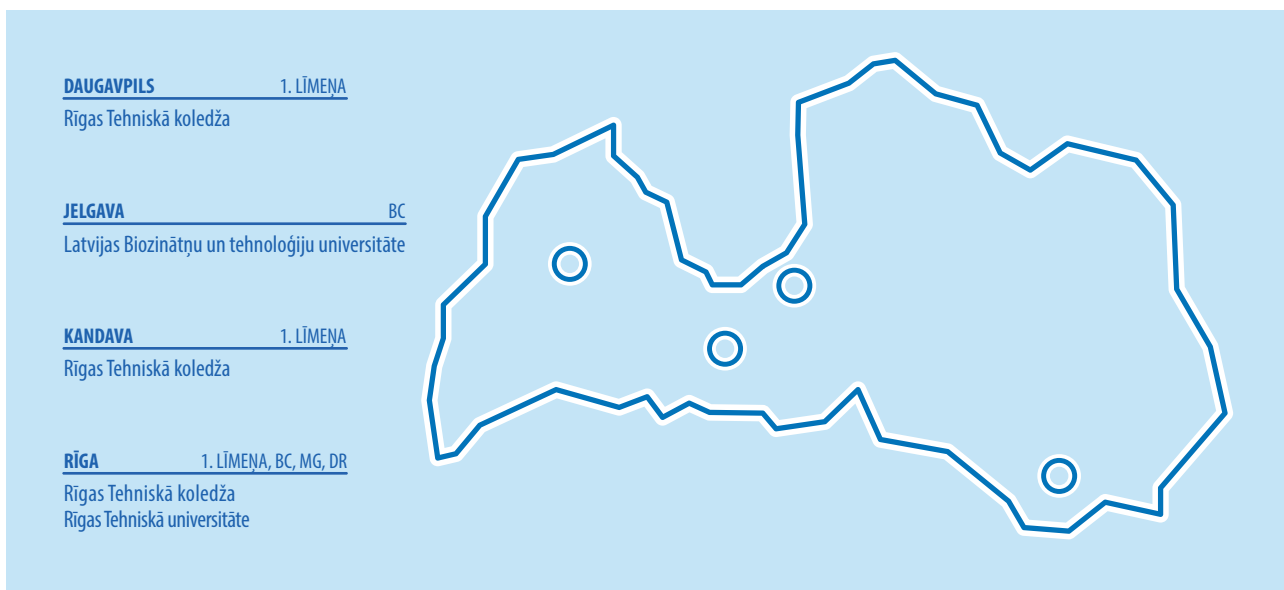 DAUGAVPILS 1. LĪMEŅA
Rīgas Tehniskā koledža
JELGAVA BC
Latvijas Biozinātņu un tehnoloģiju universitāte
KANDAVA 1. LĪMEŅA
Rīgas Tehniskā koledža
RĪGA 1. LĪMEŅA, BC, MG, DR
Rīgas Tehniskā koledža
Rīgas Tehniskā universitāte